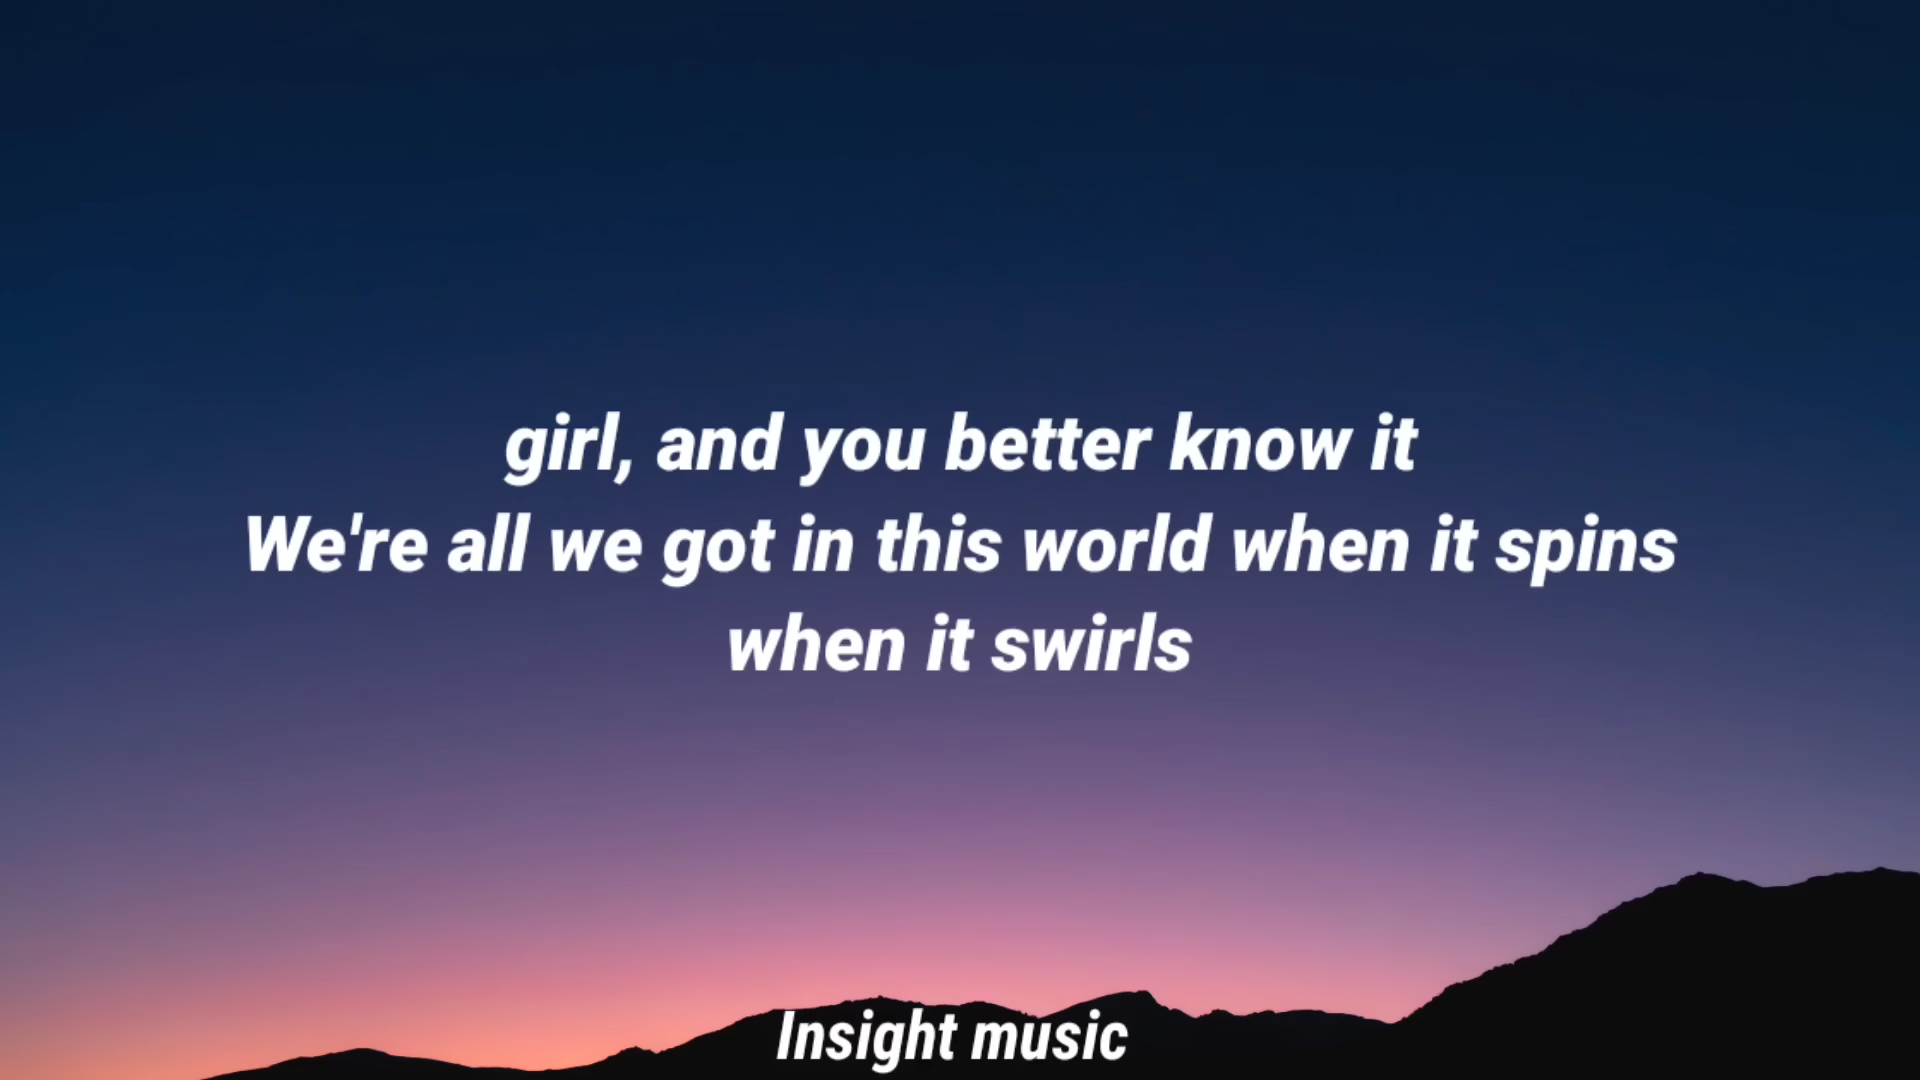 girl, and you better know it
We're all we got in this world when it spins
when it swirls
Insight music